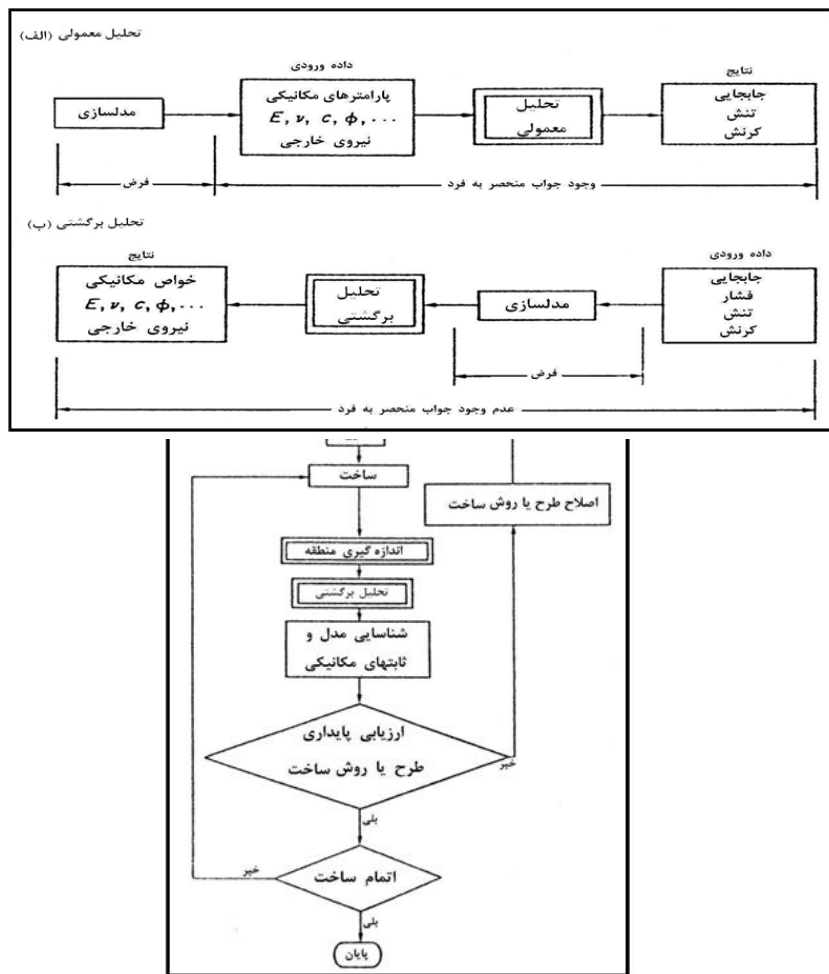 تحلیل معمولی (الف)
داده ورودی
نتایج
مدلسازی
پارامترهای مکانیکی
E, ν, c, φ, ...
نیروی خارجی
تحلیل
معمولی
جابجایی
تنش
کرنش
فرض
وجود جواب منحصر به فرد
تحلیل برگشتی (ب)
نتایج
داده ورودی
خواص مکانیکی
E, ν, c, φ, ...
نیروی خارجی
تحلیل
برگشتی
مدلسازی
جابجایی
فشار
تنش
کرنش
فرض
عدم وجود جواب منحصر به فرد
ساخت
اصلاح طرح یا روش ساخت
اندازه گیری منطقه
تحلیل برگشتی
شناسایی مدل و
ثابتهای مکانیکی
ارزیابی پایداری
طرح یا روش ساخت
خیر
بلی
اتمام ساخت
خیر
بلی
پایان